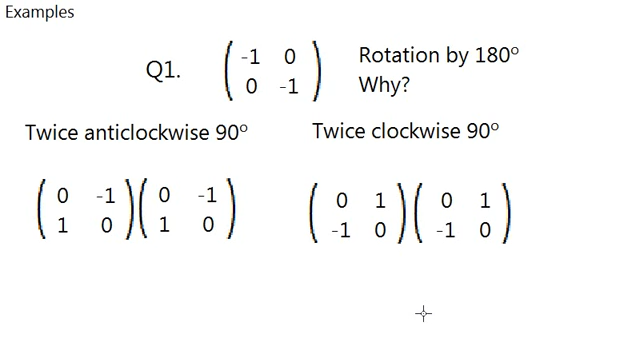 Examples
Q1. ( -1 0 ) Rotation by 180°
( 0 -1 ) Why?
Twice anticlockwise 90° Twice clockwise 90°
( 0 -1 )( 0 -1 ) ( 0 1 )( 0 1 )
( 1 0 )( 1 0 ) ( -1 0 )( -1 0 )